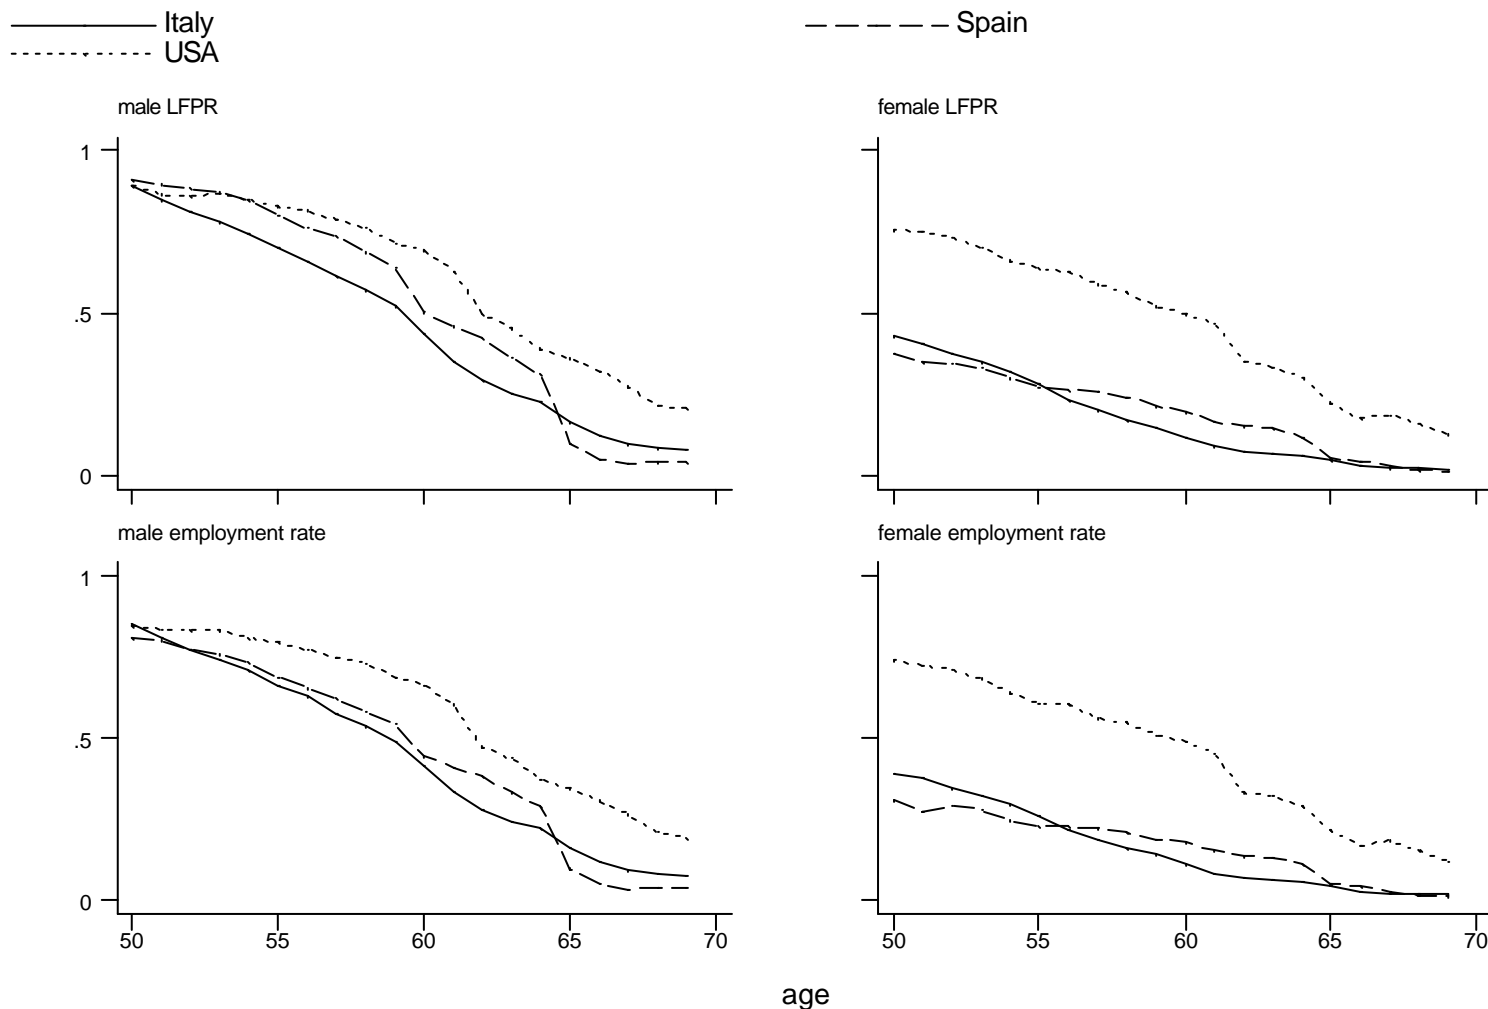 Italy
Spain
USA
male LFPR
female LFPR
1
.5
0
male employment rate
female employment rate
1
.5
0
50 55 60 65 70
50 55 60 65 70
age